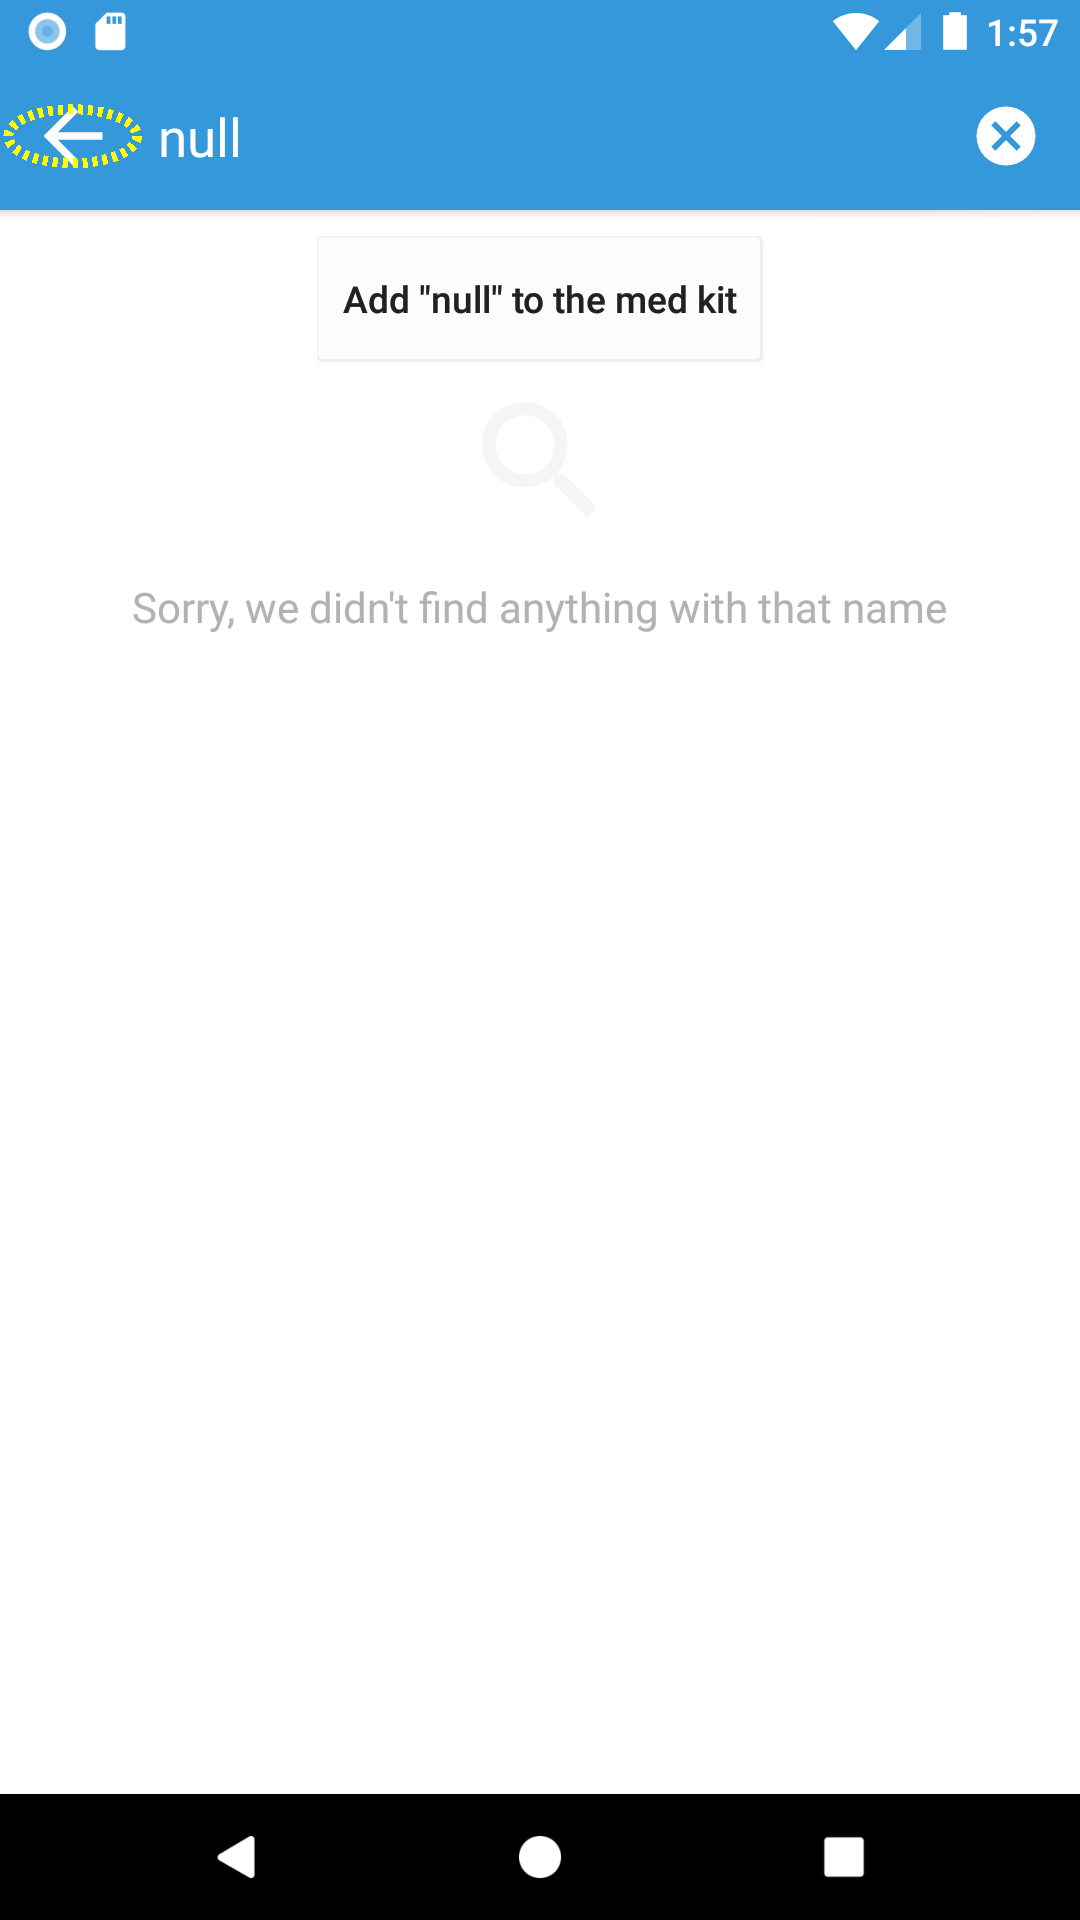 1:57
null
Add "null" to the med kit
Sorry, we didn't find anything with that name